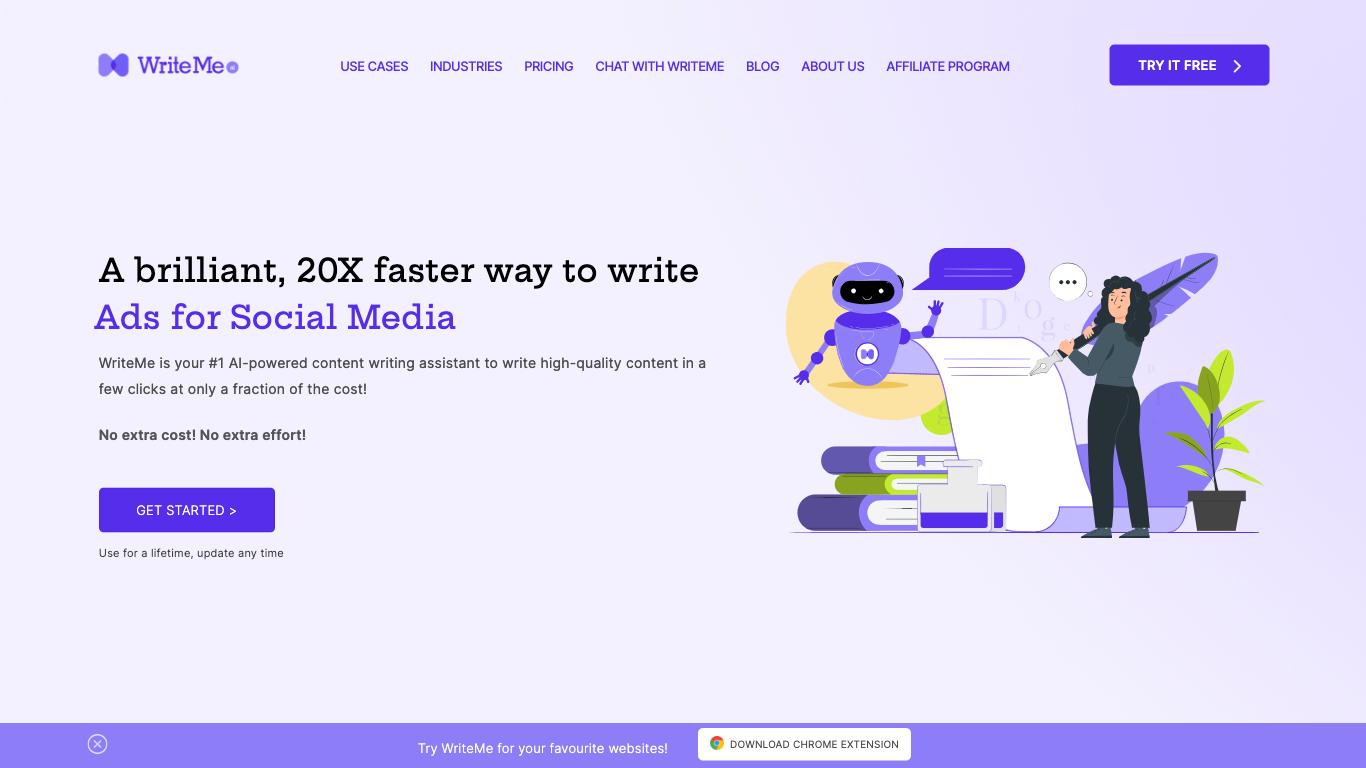 WriteMe
USE CASES
INDUSTRIES
PRICING
CHAT WITH WRITEME
BLOG
ABOUT US
AFFILIATE PROGRAM
TRY IT FREE
A brilliant, 20X faster way to write
Ads for Social Media
WriteMe is your #1 AI-powered content writing assistant to write high-quality content in a
few clicks at only a fraction of the cost!
No extra cost! No extra effort!
GET STARTED >
Use for a lifetime, update any time
D
O
g
Try WriteMe for your favourite websites!
DOWNLOAD CHROME EXTENSION